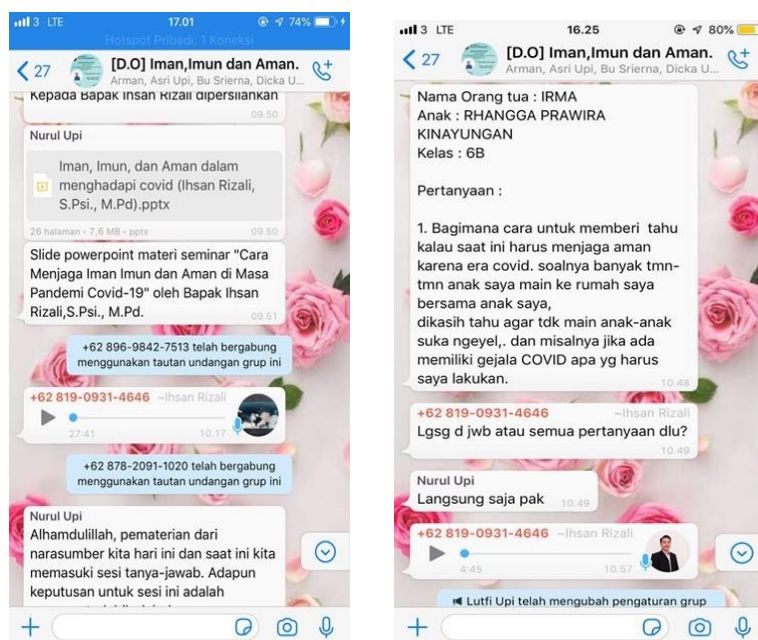 3 LTE 17.01 74%
Hotspot Pribadi: 1 Koneksi
27 [D.O] Iman,Imun dan Aman.
Arman, Asri Upi, Bu Srierna, Dicka U...
Kepada Bapak Ihsan Rizali dipersilahkan
09.50
Nurul Upi
Iman, Imun, dan Aman dalam
menghadapi covid (Ihsan Rizali,
S.Psi., M.Pd).pptx
26 halaman • 7,6 MB • pptx 09.50
Slide powerpoint materi seminar "Cara
Menjaga Iman Imun dan Aman di Masa
Pandemi Covid-19" oleh Bapak Ihsan
Rizali,S.Psi., M.Pd. 09.51
+62 896-9842-7513 telah bergabung
menggunakan tautan undangan grup ini
+62 819-0931-4646 ~Ihsan Rizali
27:41 10.17
+62 878-2091-1020 telah bergabung
menggunakan tautan undangan grup ini
Nurul Upi
Alhamdulillah, pematerian dari
narasumber kita hari ini dan saat ini kita
memasuki sesi tanya-jawab. Adapun
keputusan untuk sesi ini adalah
3 LTE 16.25 80%
27 [D.O] Iman,Imun dan Aman.
Arman, Asri Upi, Bu Srierna, Dicka U...
Nama Orang tua : IRMA
Anak : RHANGGA PRAWIRA
KINAYUNGAN
Kelas : 6B
Pertanyaan :
1. Bagimana cara untuk memberi tahu
kalau saat ini harus menjaga aman
karena era covid. soalnya banyak tmn-
tmn anak saya main ke rumah saya
bersama anak saya,
dikasih tahu agar tdk main anak-anak
suka ngeyel,. dan misalnya jika ada
memiliki gejala COVID apa yg harus
saya lakukan. 10.48
+62 819-0931-4646 ~Ihsan Rizali
Lgsg d jwb atau semua pertanyaan dlu?
10.49
Nurul Upi
Langsung saja pak 10.49
+62 819-0931-4646 ~Ihsan Rizali
4:45 10.57
Lutfi Upi telah mengubah pengaturan grup